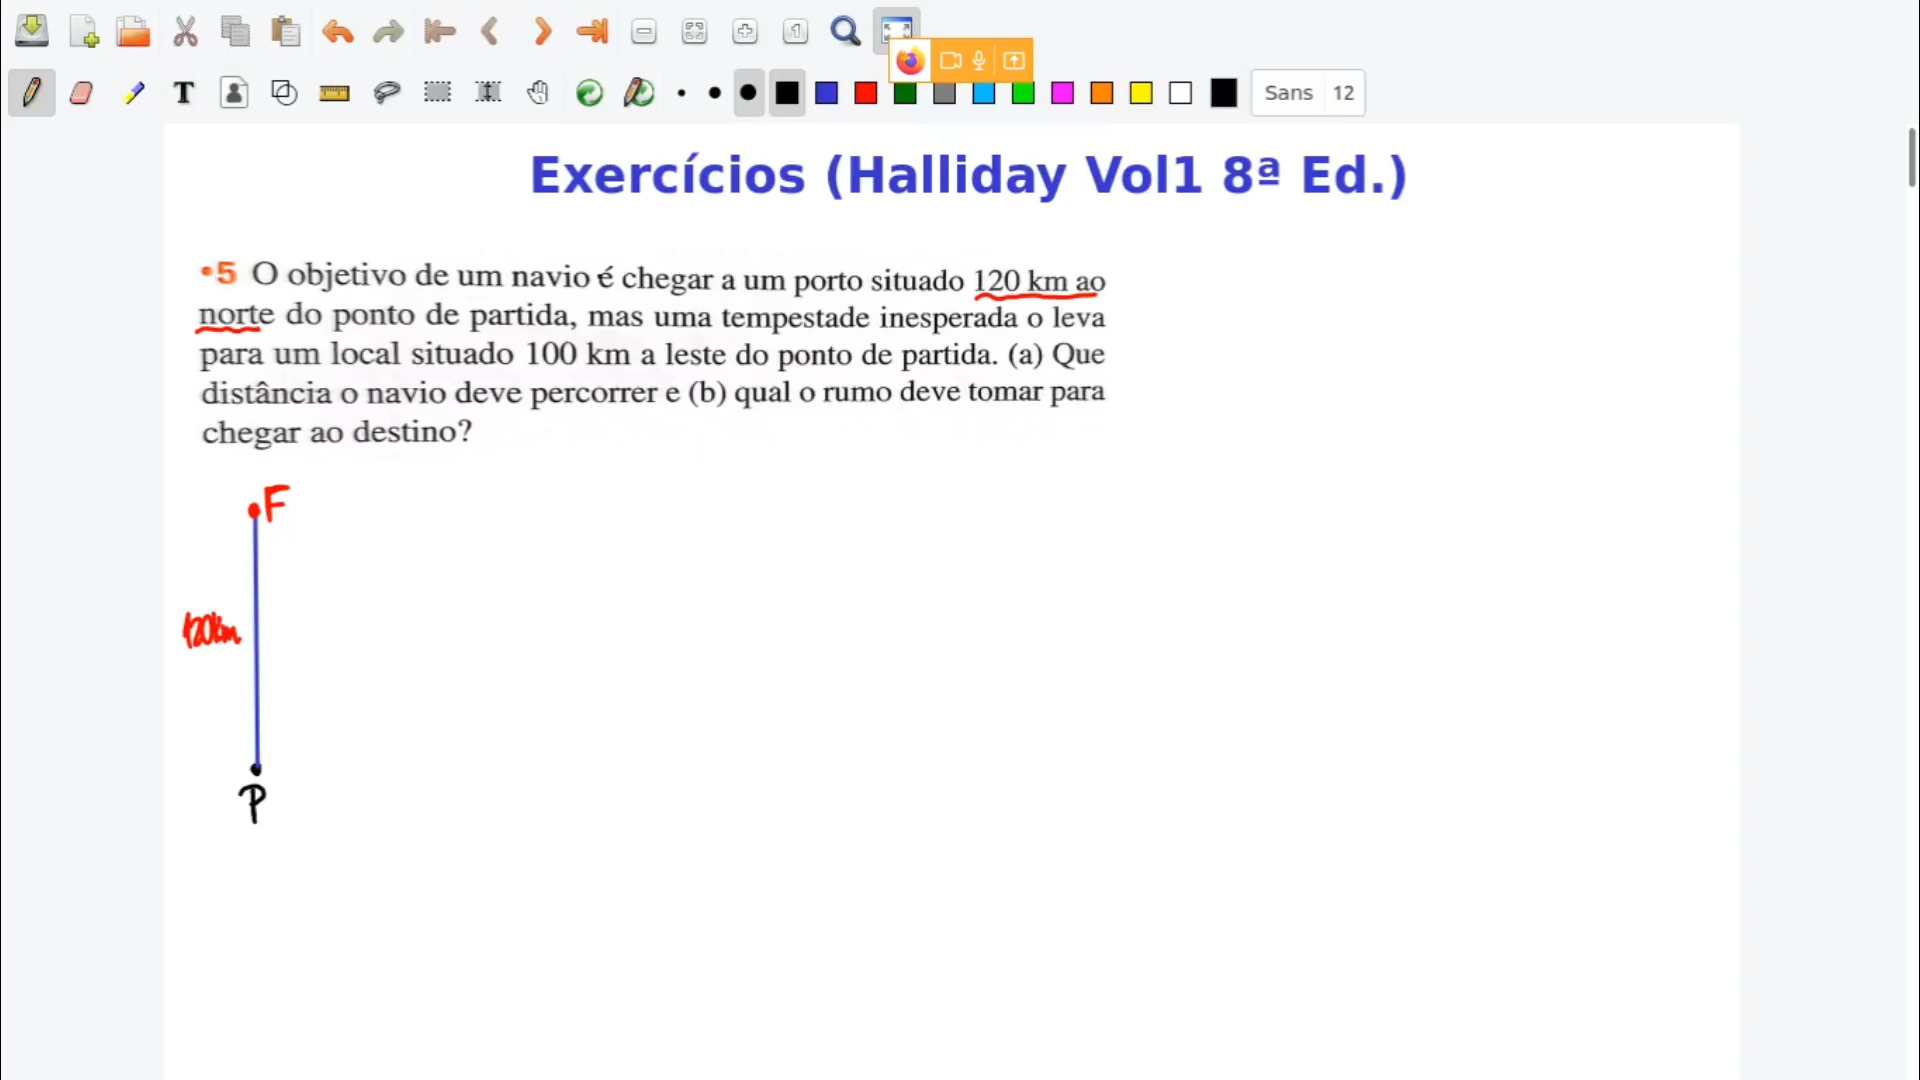 T
1
Sans 12
Exercícios (Halliday Vol1 8ª Ed.)
•5 O objetivo de um navio é chegar a um porto situado 120 km ao
norte do ponto de partida, mas uma tempestade inesperada o leva
para um local situado 100 km a leste do ponto de partida. (a) Que
distância o navio deve percorrer e (b) qual o rumo deve tomar para
chegar ao destino?
F
120km
P